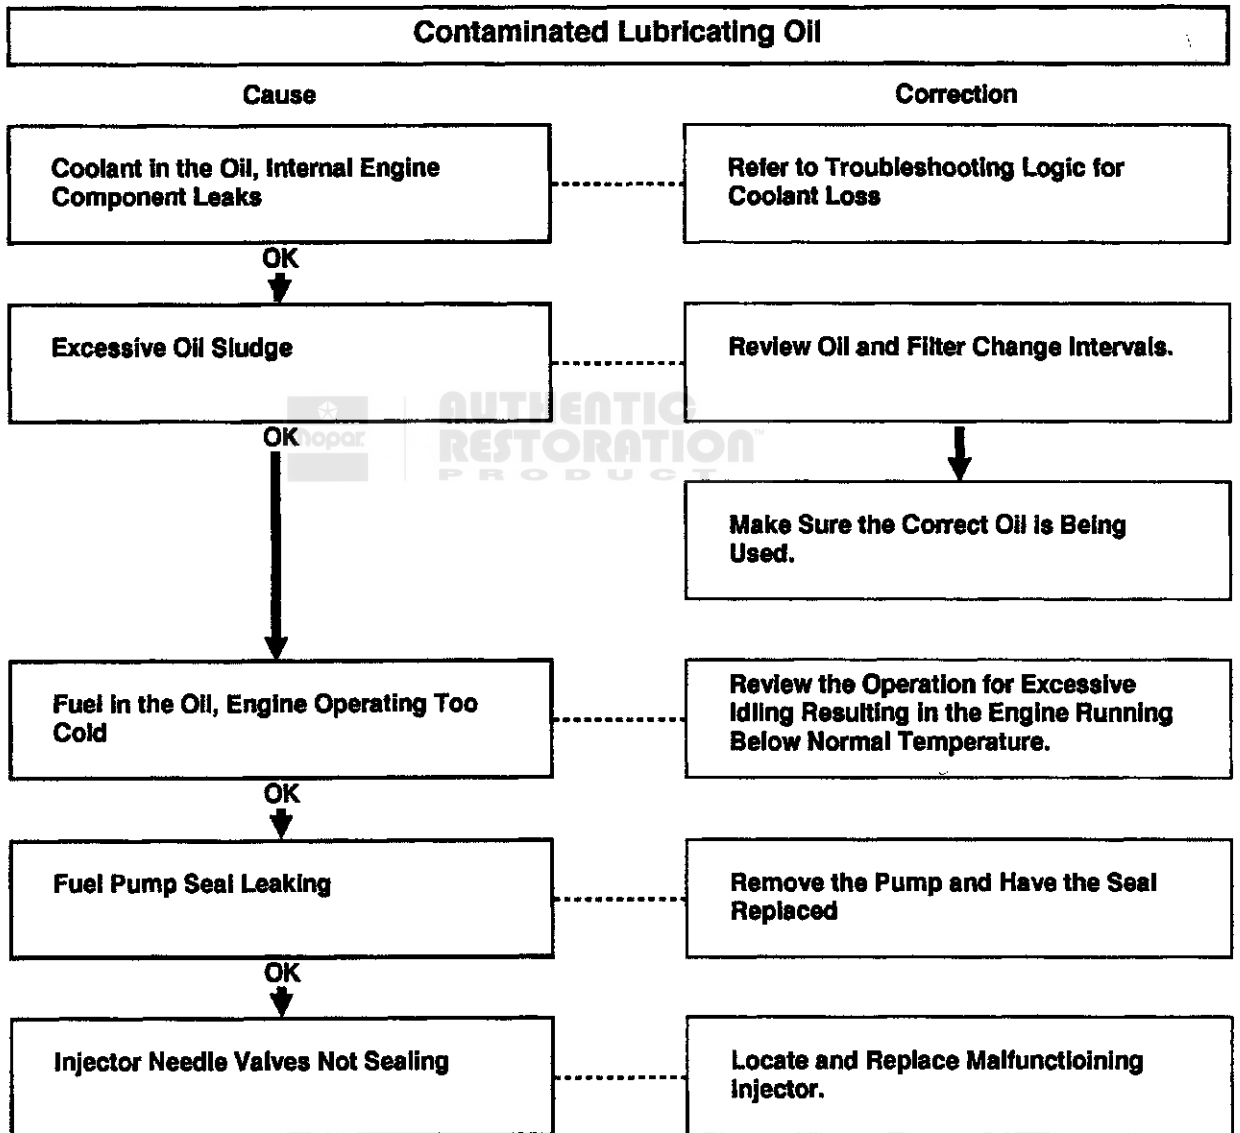 Contaminated Lubricating Oil
Cause
Correction
Coolant in the Oil, Internal Engine
Component Leaks
Refer to Troubleshooting Logic for
Coolant Loss
OK
Excessive Oil Sludge
Review Oil and Filter Change Intervals.
mopar
AUTHENTIC
RESTORATION™
PRODUCT
OK
Make Sure the Correct Oil is Being
Used.
Fuel in the Oil, Engine Operating Too
Cold
Review the Operation for Excessive
Idling Resulting in the Engine Running
Below Normal Temperature.
OK
Fuel Pump Seal Leaking
Remove the Pump and Have the Seal
Replaced
OK
Injector Needle Valves Not Sealing
Locate and Replace Malfunctioining
Injector.